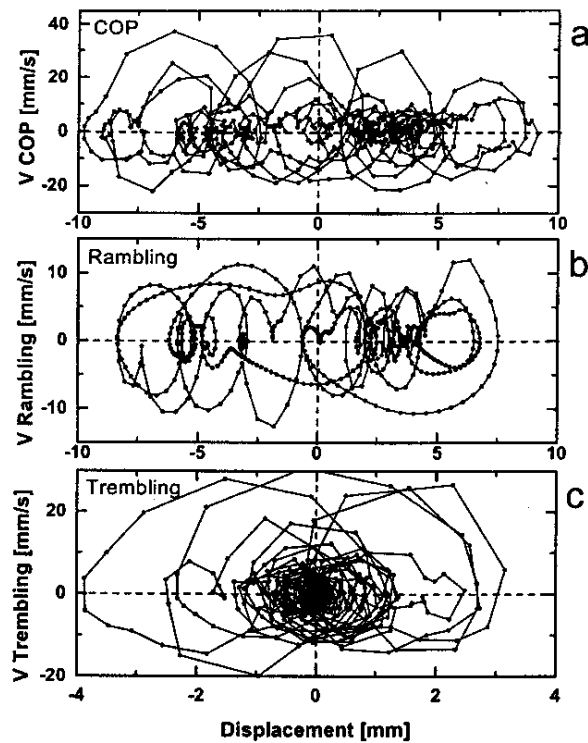 COP
a
V COP [mm/s]
40
20
0
-20
-10
-5
0
5
10
Rambling
b
V Rambling [mm/s]
10
0
-10
-10
-5
0
5
10
Trembling
c
V Trembling [mm/s]
20
0
-20
-4
-2
0
2
4
Displacement [mm]